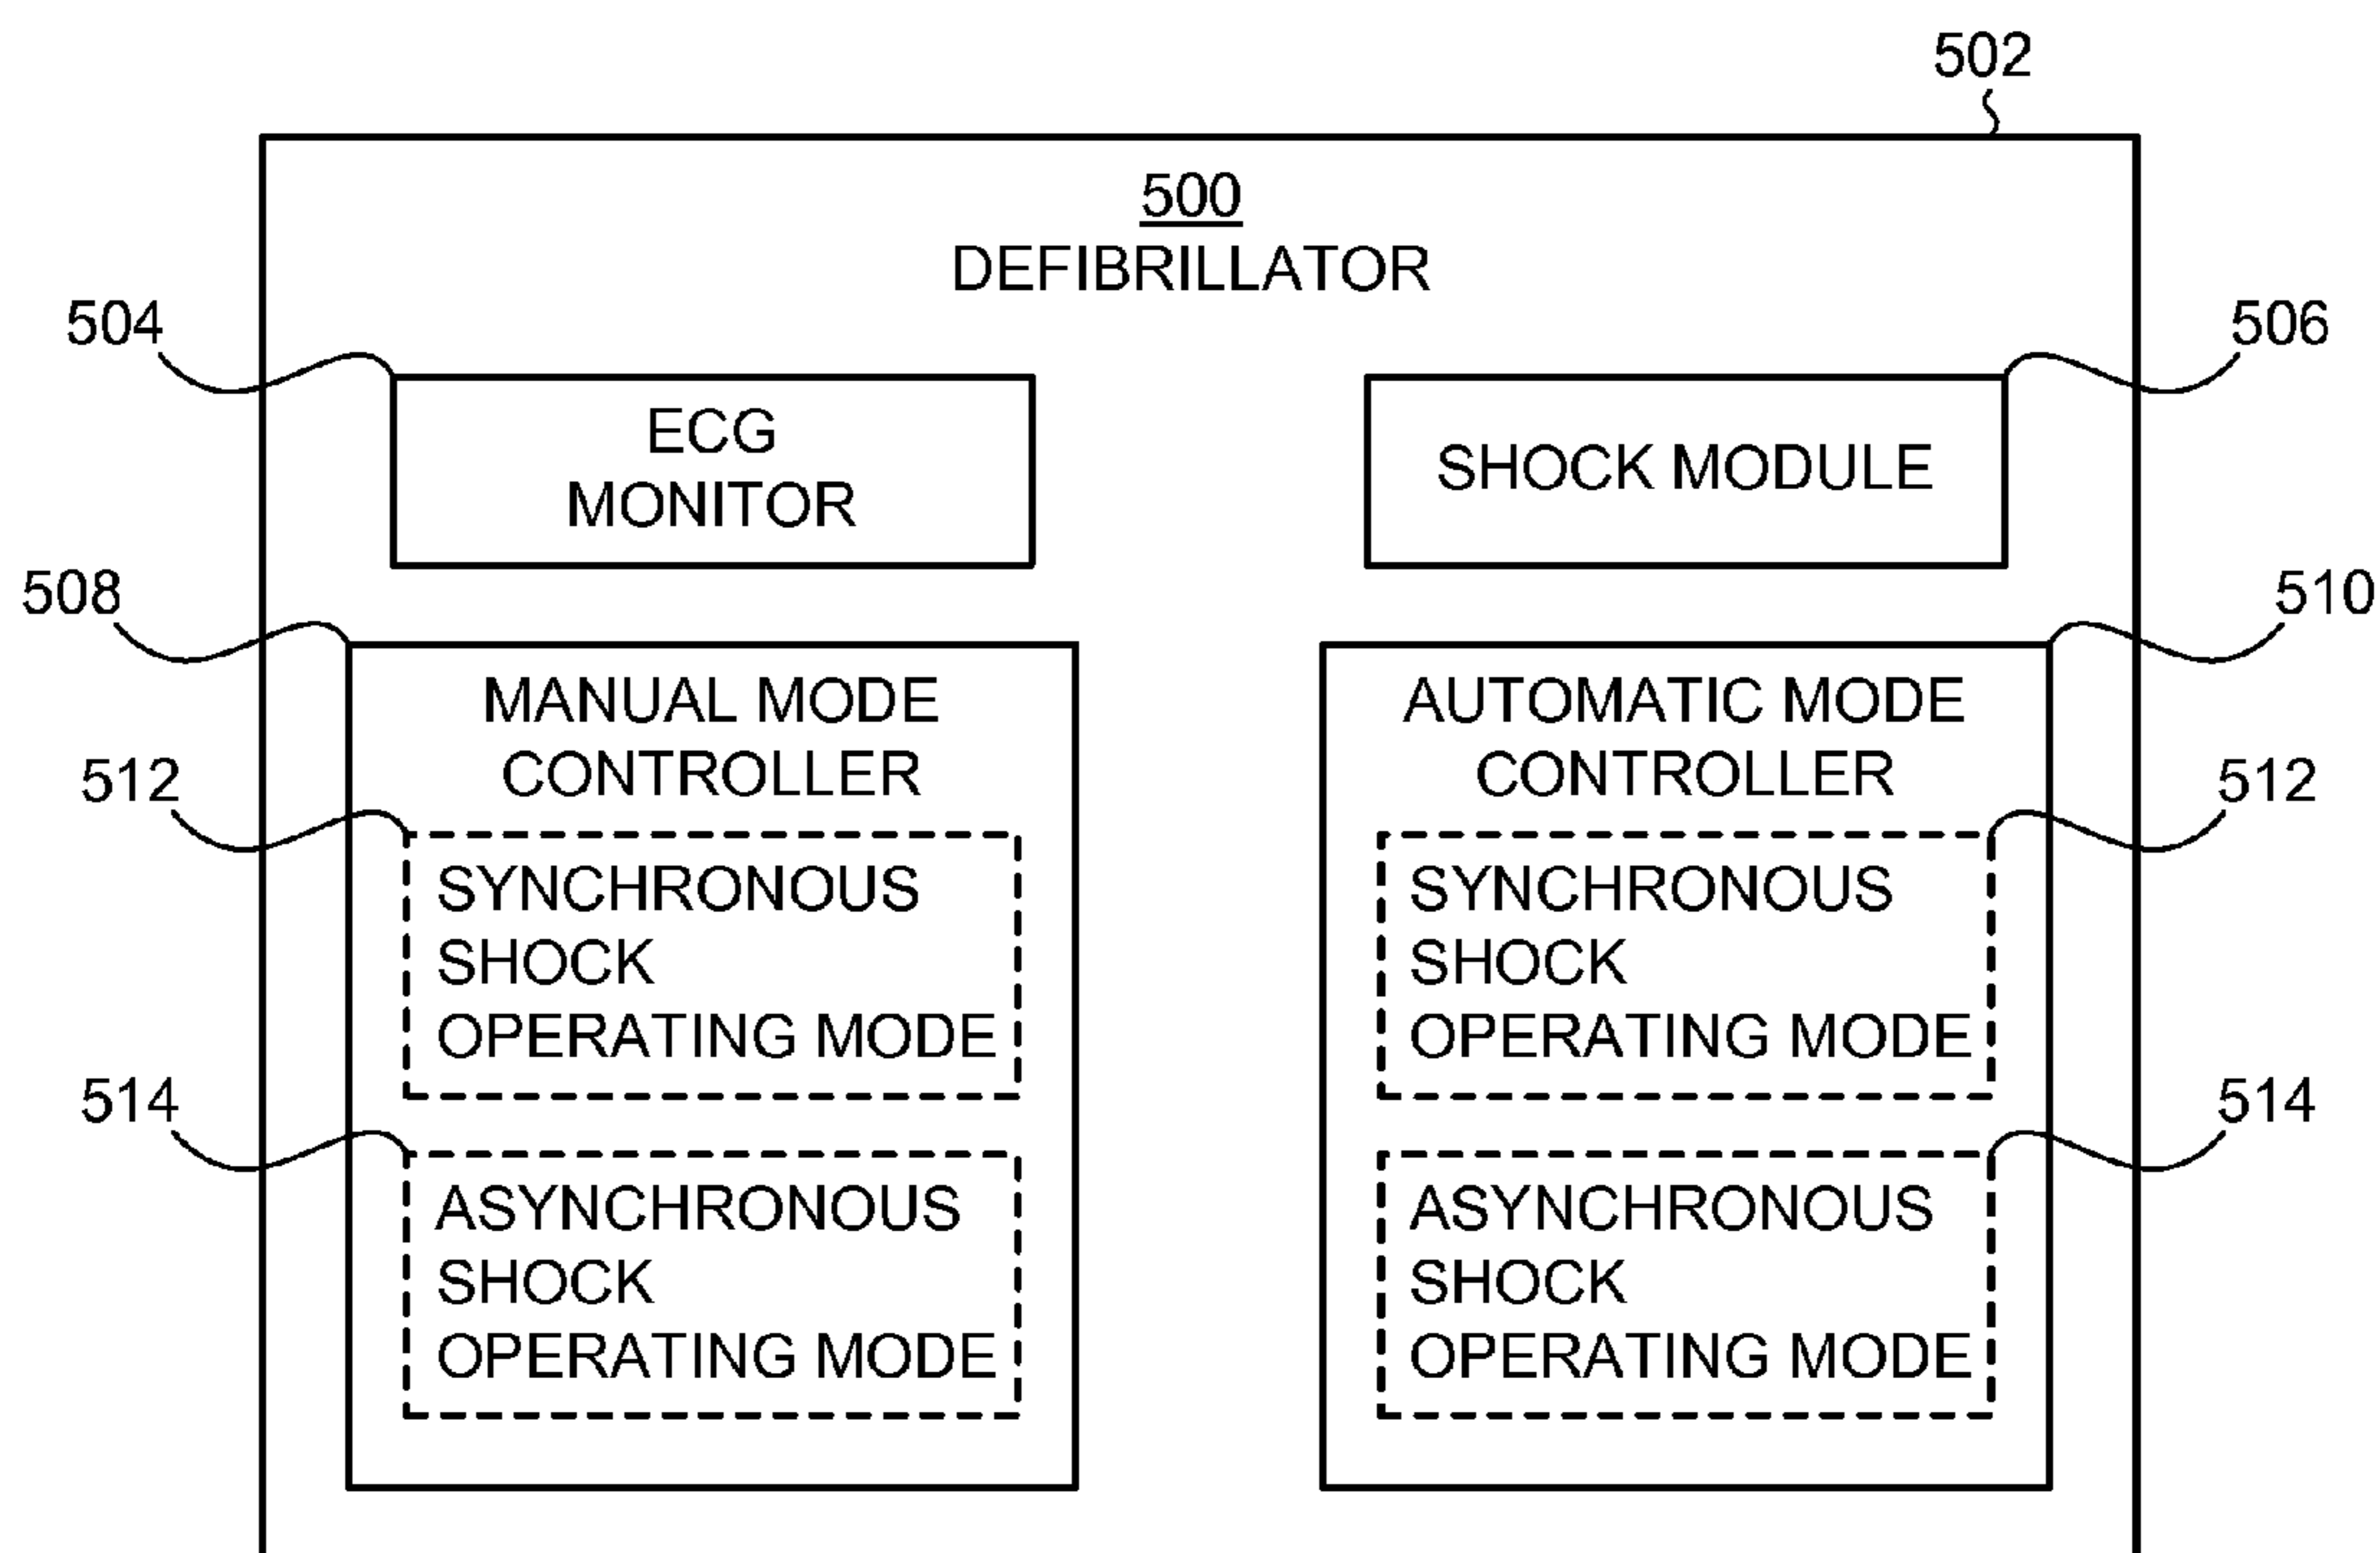 502
500
DEFIBRILLATOR
504
506
ECG
MONITOR
SHOCK MODULE
508
510
MANUAL MODE
CONTROLLER
AUTOMATIC MODE
CONTROLLER
512
512
SYNCHRONOUS
SHOCK
OPERATING MODE
SYNCHRONOUS
SHOCK
OPERATING MODE
514
514
ASYNCHRONOUS
SHOCK
OPERATING MODE
ASYNCHRONOUS
SHOCK
OPERATING MODE